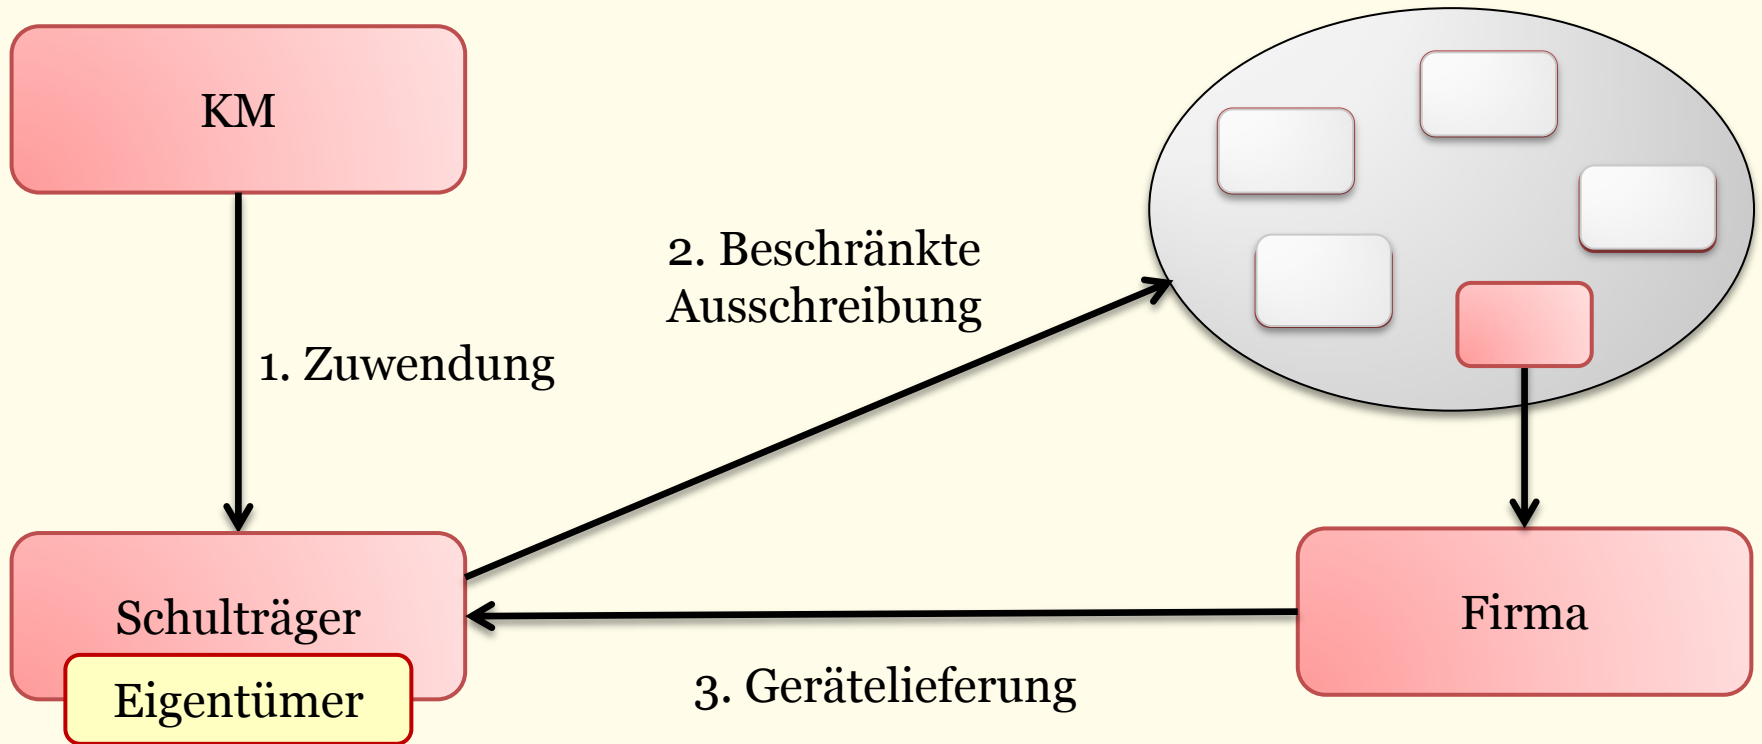 KM
2. Beschränkte
Ausschreibung
1. Zuwendung
Schulträger
Eigentümer
3. Gerätelieferung
Firma